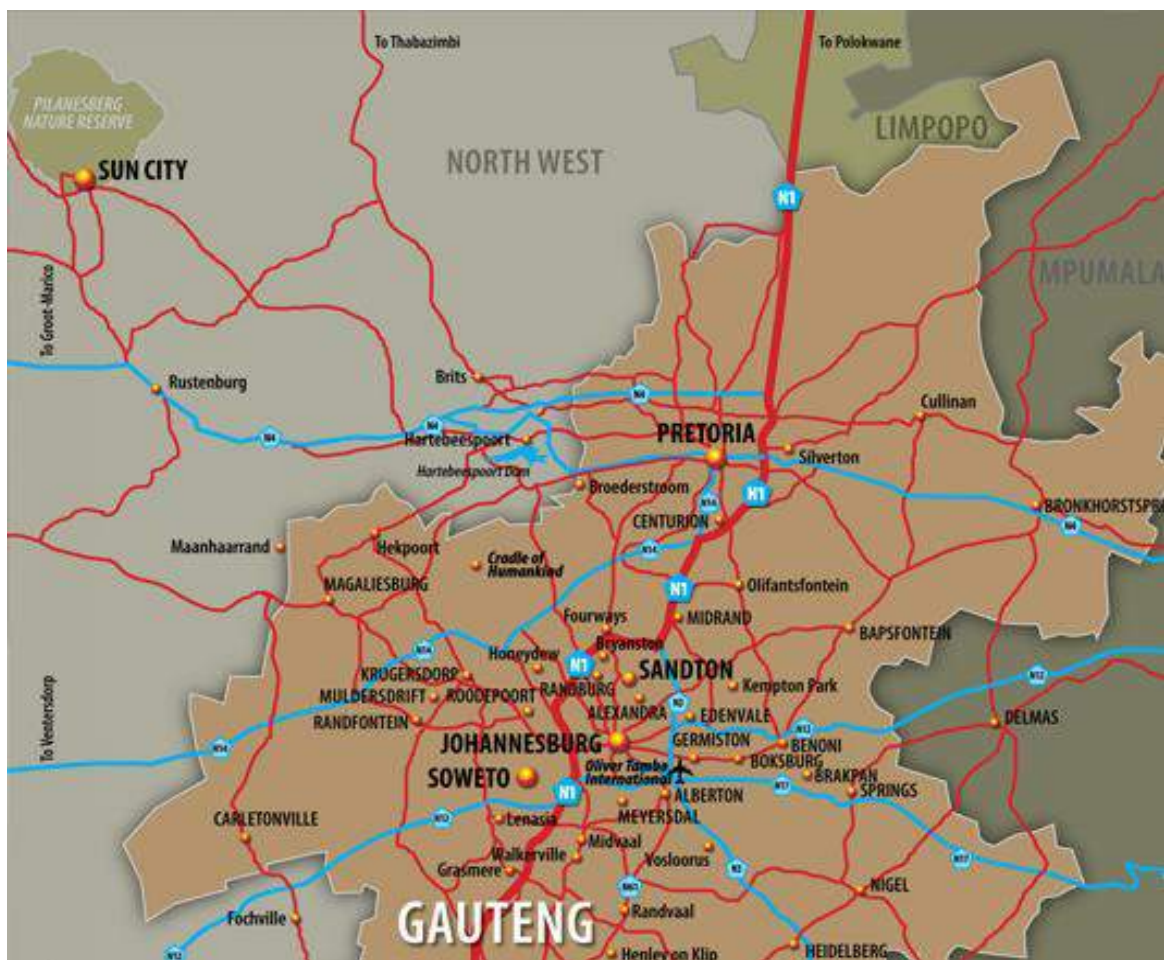 To Thabazimbi
To Polokwane
PILANESBERG
NATURE RESERVE
LIMPOPO
NORTH WEST
SUN CITY
N1
MPUMALA
To Groot-Marico
Rustenburg
Brits
N4
Cullinan
N4
N4
Hartebeespoort
PRETORIA
Silverton
Hartebeespoort Dam
Broederstroom
N1
N14
BRONKHORSTSPR
CENTURION
N4
Maanhaarrand
Hekpoort
N14
Cradle of
Humankind
MAGALIESBURG
N1
Olifantsfontein
Fourways
MIDRAND
BAPSFONTEIN
Bryanston
N14
Honeydew
N1
SANDTON
KRUGERSDORP
RANDBURG
Kempton Park
N12
MULDERSDRIFT
ROODEPOORT
ALEXANDRA
N3
EDENVALE
RANDFONTEIN
DELMAS
To Ventersdorp
N14
N12
JOHANNESBURG
GERMISTON
BENONI
Oliver Tambo
International
BOKSBURG
SOWETO
BRAKPAN
N1
ALBERTON
N17
SPRINGS
CARLETONVILLE
N12
Lenasia
MEYERSDAL
Midvaal
Walkerville
Vosloorus
N3
N17
Grasmere
NIGEL
Fochville
GAUTENG
Randvaal
N12
Henley on Klip
HEIDELBERG